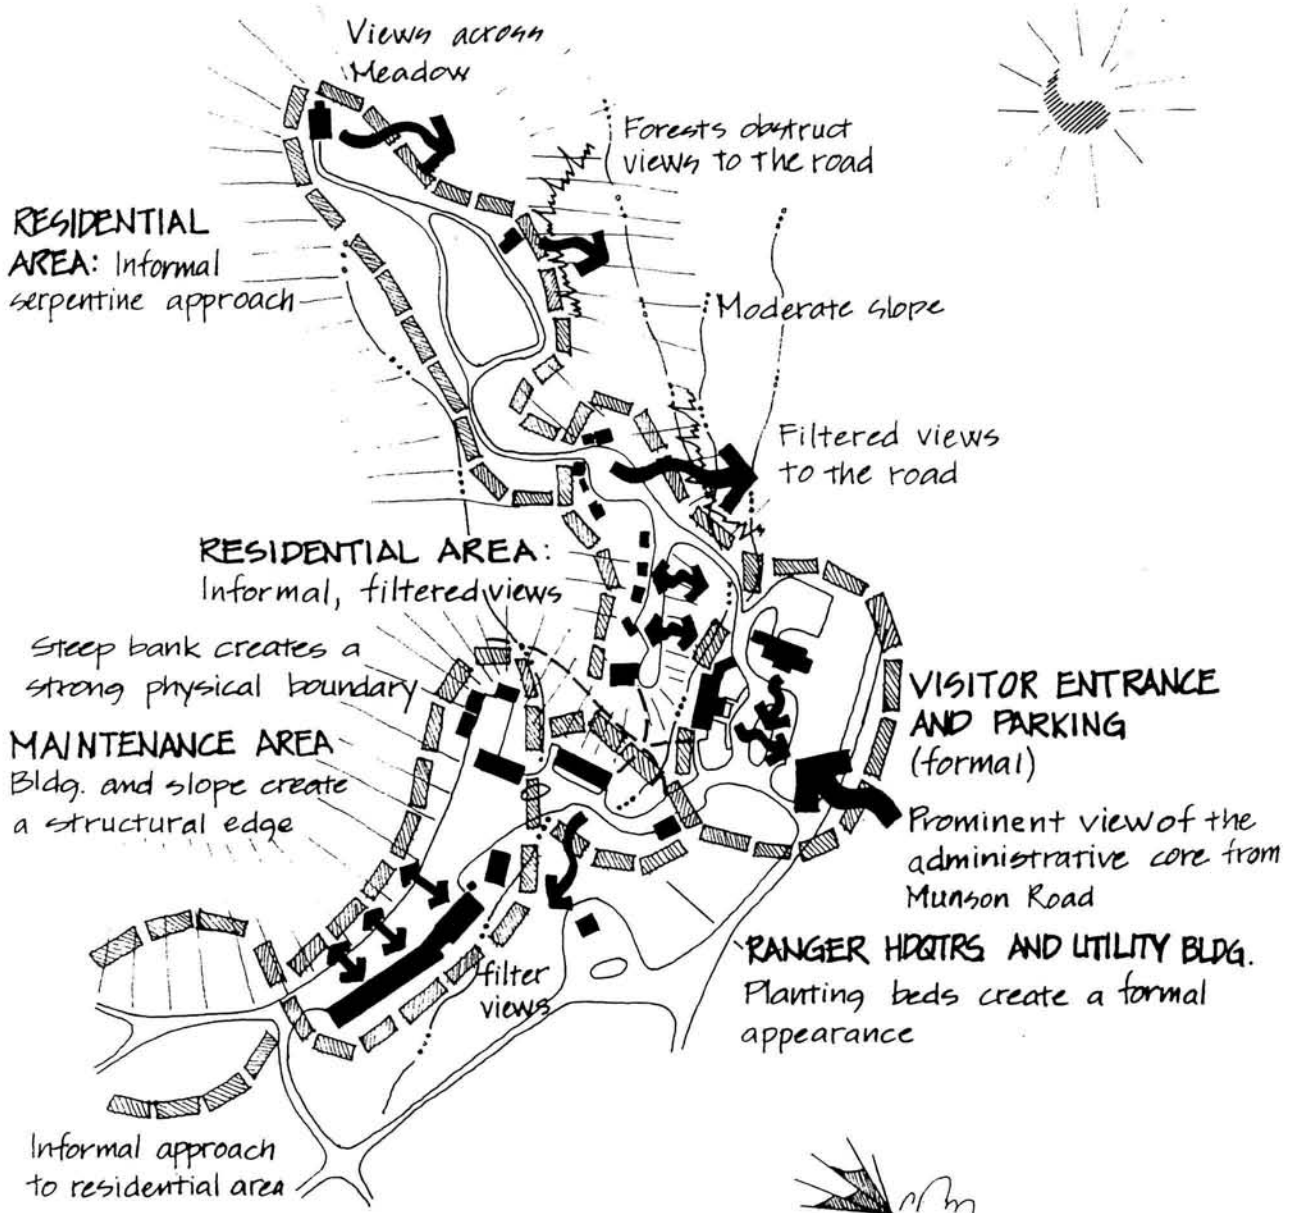 Views across
Meadow
Forests obstruct
views to the road
RESIDENTIAL
AREA: Informal
serpentine approach
Moderate slope
Filtered views
to the road
RESIDENTIAL AREA:
Informal, filtered views
Steep bank creates a
strong physical boundary
MAINTENANCE AREA
Bldg. and slope create
a structural edge
VISITOR ENTRANCE
AND PARKING
(formal)
Prominent view of the
administrative core from
Munson Road
RANGER HDQTRS AND UTILITY BLDG.
Planting beds create a formal
appearance
filter
views
Informal approach
to residential area